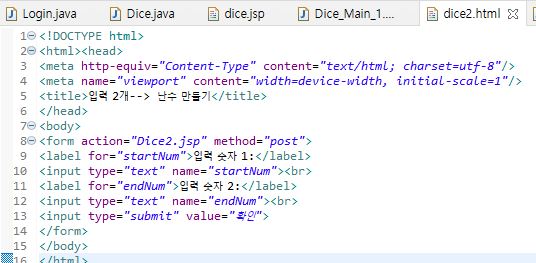 Login.java Dice.java dice.jsp Dice_Main_1.... dice2.html
1 <!DOCTYPE html>
2 <html><head>
3 <meta http-equiv="Content-Type" content="text/html; charset=utf-8"/>
4 <meta name="viewport" content="width=device-width, initial-scale=1"/>
5 <title>입력 2개--> 난수 만들기</title>
6 </head>
7 <body>
8 <form action="Dice2.jsp" method="post">
9 <label for="startNum">입력 숫자 1:</label>
10 <input type="text" name="startNum"><br>
11 <label for="endNum">입력 숫자 2:</label>
12 <input type="text" name="endNum"><br>
13 <input type="submit" value="확인">
14 </form>
15 </body>
16 </html>